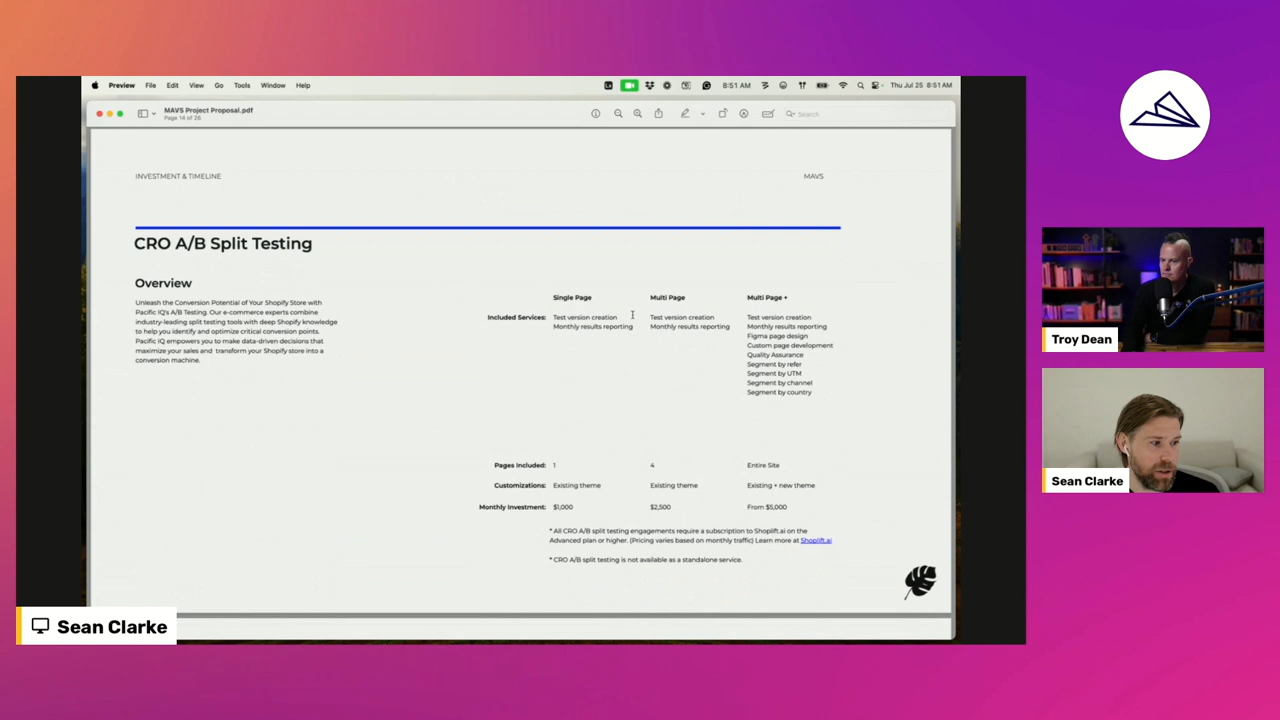 Preview File Edit View Go Tools Window Help
8:51 AM
Thu Jul 25 8:51 AM
MAVS Project Proposal.pdf
Page 14 of 26
Search
INVESTMENT & TIMELINE
MAVS
CRO A/B Split Testing
Overview
Unleash the Conversion Potential of Your Shopify Store with
Pacific IQ's A/B Testing. Our e-commerce experts combine
industry-leading split testing tools with deep Shopify knowledge
to help you identify and optimize critical conversion points.
Pacific IQ empowers you to make data-driven decisions that
maximize your sales and transform your Shopify store into a
conversion machine.
Single Page Multi Page Multi Page +
Included Services: Test version creation Test version creation Test version creation
Monthly results reporting Monthly results reporting Monthly results reporting
Figma page design
Custom page development
Quality Assurance
Segment by refer
Segment by UTM
Segment by channel
Segment by country
Pages Included: 1 4 Entire Site
Customizations: Existing theme Existing theme Existing + new theme
Monthly Investment: $1,000 $2,500 From $5,000
* All CRO A/B split testing engagements require a subscription to Shoplift.ai on the
Advanced plan or higher. (Pricing varies based on monthly traffic) Learn more at Shoplift.ai
* CRO A/B split testing is not available as a standalone service.
Sean Clarke
Troy Dean
Sean Clarke